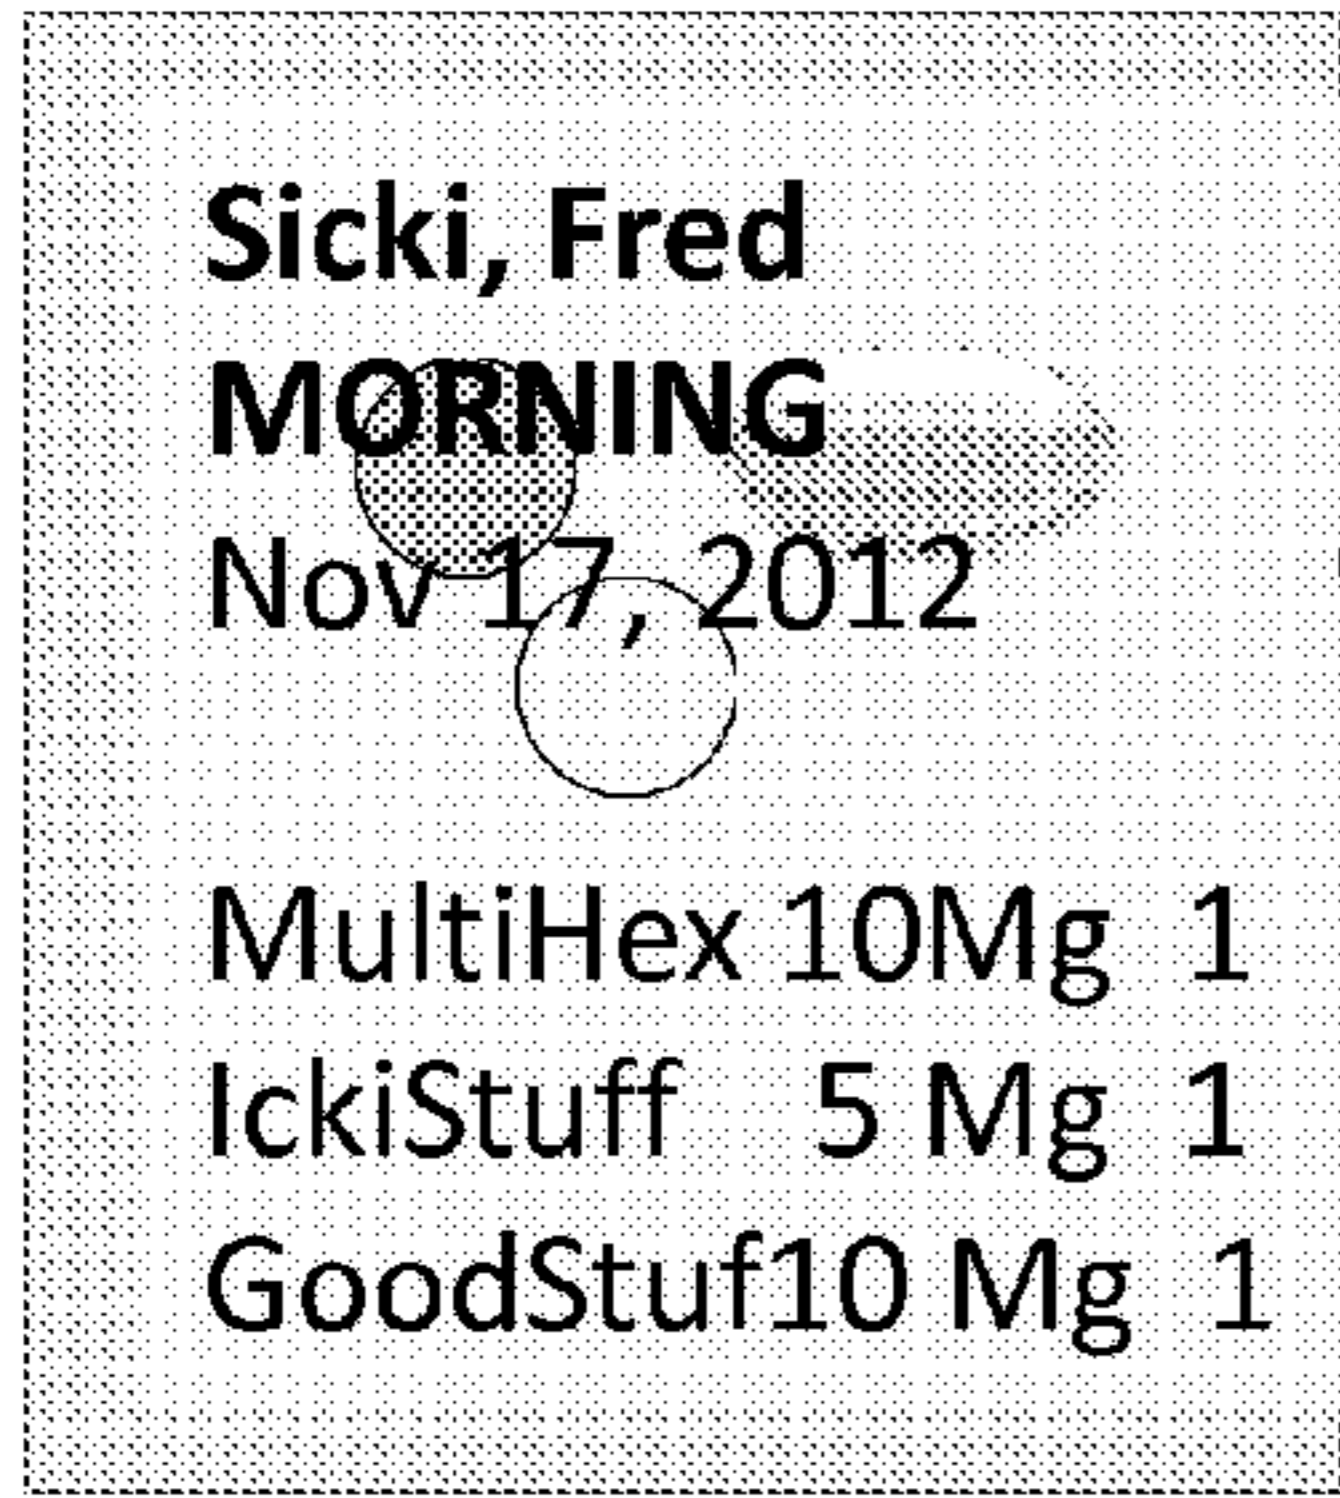 Sicki, Fred
MORNING
Nov 17, 2012
MultiHex 10Mg 1
IckiStuff 5 Mg 1
GoodStuf10 Mg 1